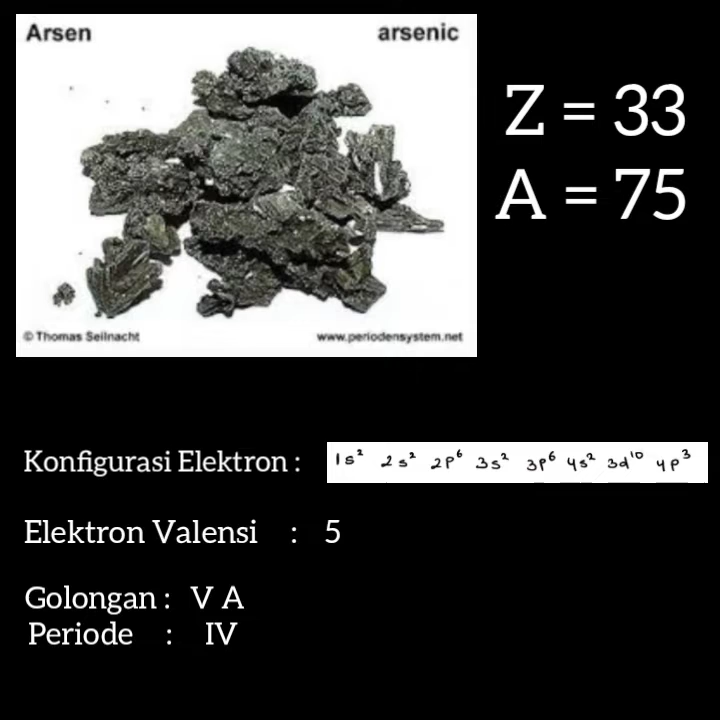 Arsen arsenic
Z = 33
A = 75
© Thomas Seilnacht www.periodensystem.net
Konfigurasi Elektron : 1s² 2s² 2p⁶ 3s² 3p⁶ 4s² 3d¹⁰ 4p³
Elektron Valensi : 5
Golongan : V A
Periode : IV